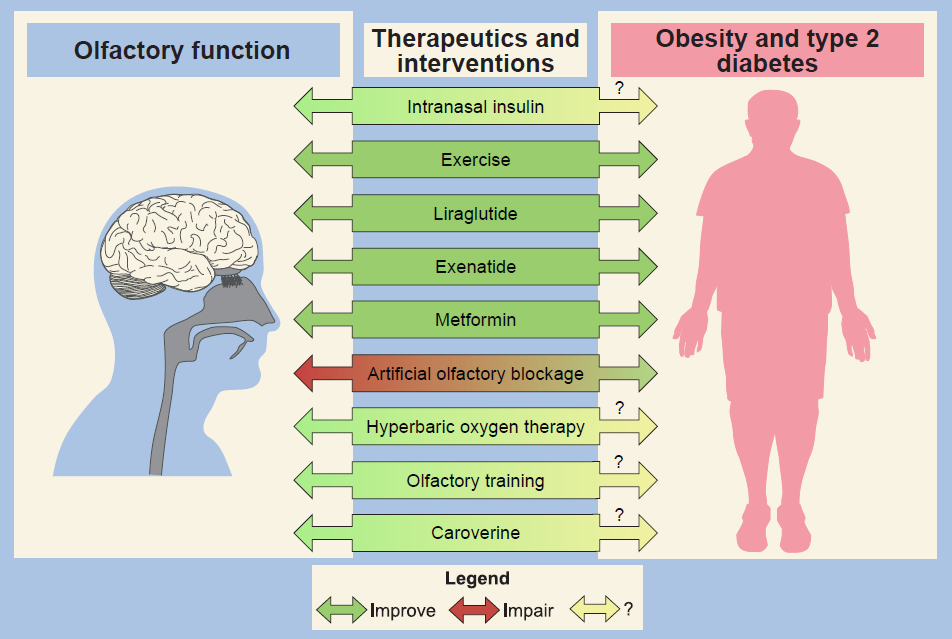 Olfactory function
Therapeutics and
interventions
Obesity and type 2
diabetes
?
Intranasal insulin
Exercise
Liraglutide
Exenatide
Metformin
Artificial olfactory blockage
?
Hyperbaric oxygen therapy
?
Olfactory training
?
Caroverine
Legend
Improve
Impair
?